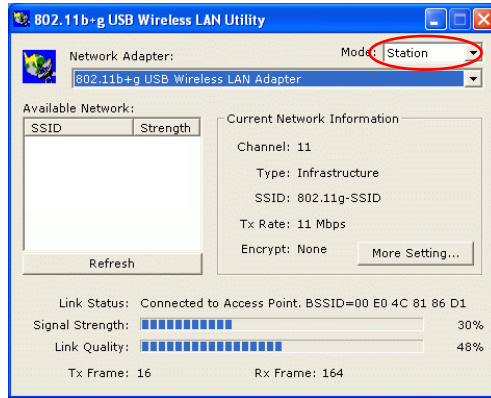 802.11b+g USB Wireless LAN Utility
Network Adapter:
Mode: Station
802.11b+g USB Wireless LAN Adapter
Available Network:
SSID Strength
Refresh
Current Network Information
Channel: 11
Type: Infrastructure
SSID: 802.11g-SSID
Tx Rate: 11 Mbps
Encrypt: None
More Setting...
Link Status: Connected to Access Point. BSSID=00 E0 4C 81 86 D1
Signal Strength: 30%
Link Quality: 48%
Tx Frame: 16 Rx Frame: 164